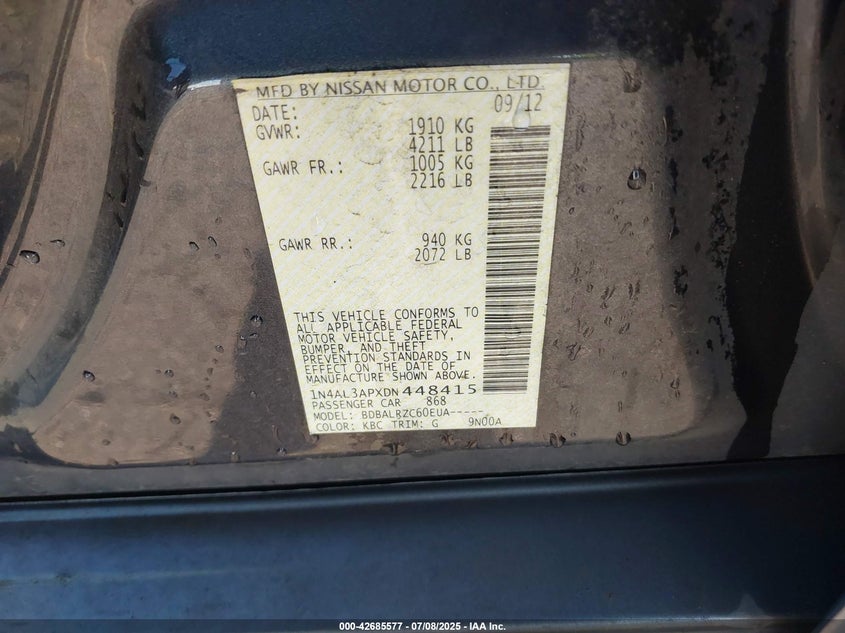 MFD BY NISSAN MOTOR CO., LTD.
DATE: 09/12
GVWR: 1910 KG
4211 LB
GAWR FR.: 1005 KG
2216 LB
GAWR RR.: 940 KG
2072 LB
THIS VEHICLE CONFORMS TO
ALL APPLICABLE FEDERAL
MOTOR VEHICLE SAFETY,
BUMPER, AND THEFT
PREVENTION STANDARDS IN
EFFECT ON THE DATE OF
MANUFACTURE SHOWN ABOVE.
1N4AL3APXDN448415
PASSENGER CAR 868
MODEL: BDBALRZC60EUA-----
COLOR: KBC TRIM: G 9N00A
000-42685577 - 07/08/2025 - IAA Inc.